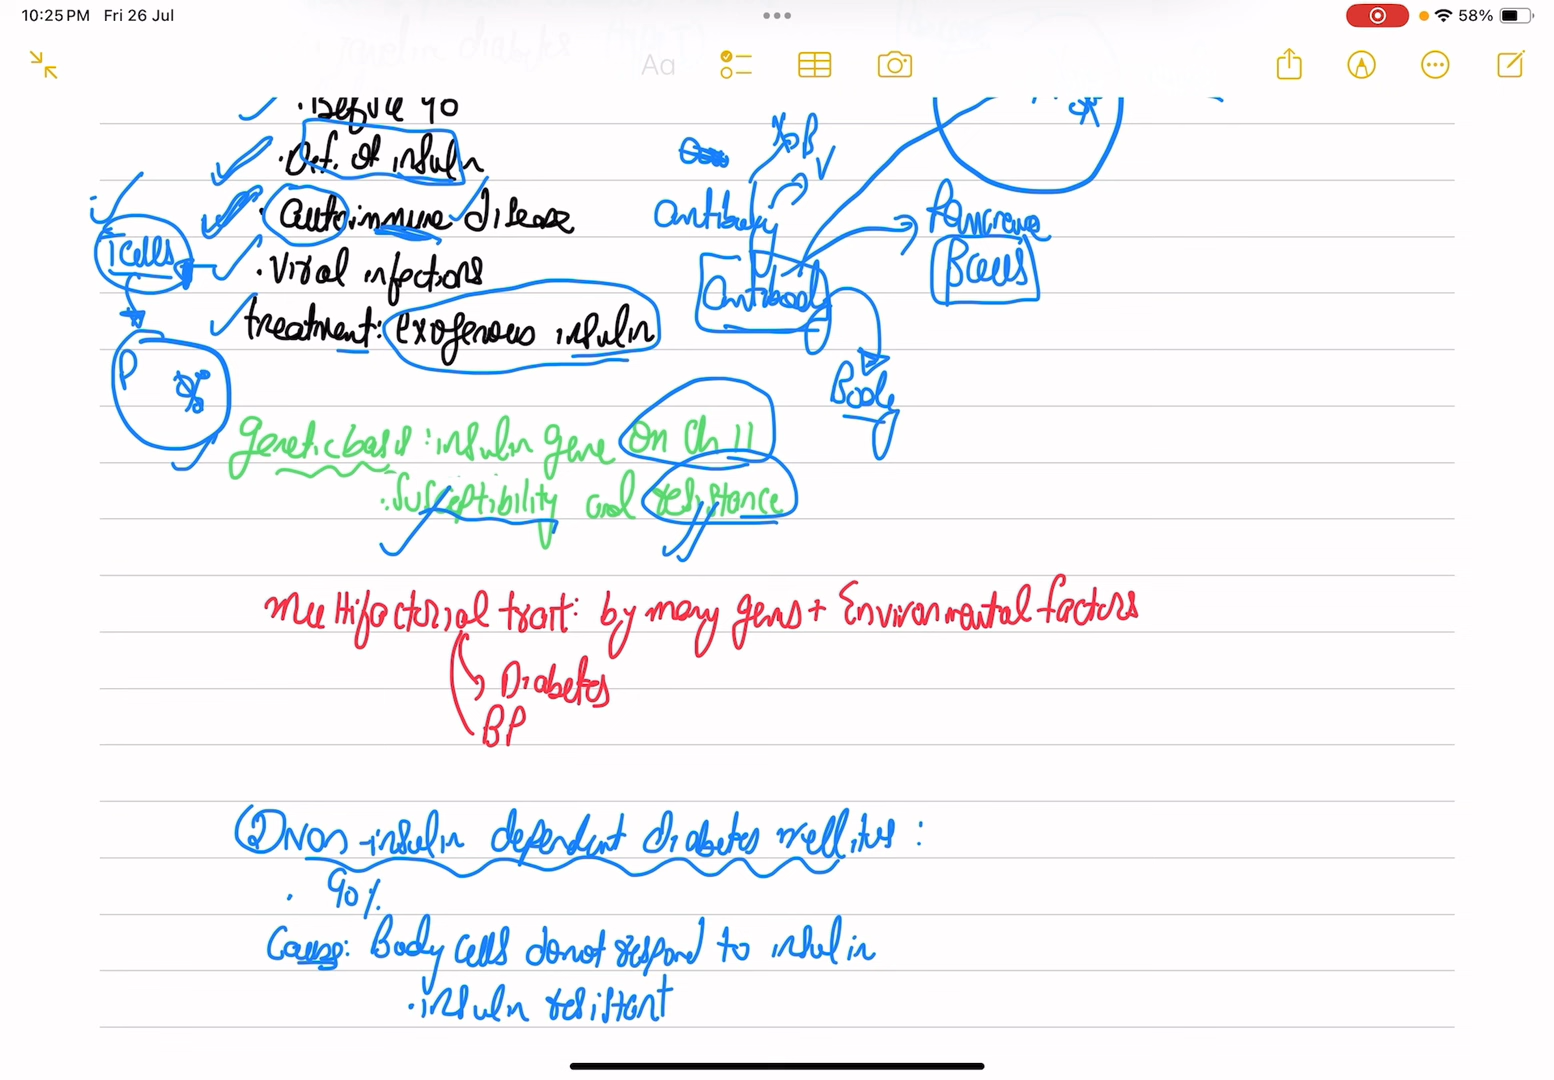 10:25 PM Fri 26 Jul
58%
Aa
· Before 40
· Def. of insulin
· autoimmune disease
T cells
· Viral infections
treatment: exogenous insulin
P
B
antibody
antibody
Pancreas
B cells
Body
genetic basis: insulin gene on Ch 11
· Susceptibility and resistance
Multifactorial trait: by many gens + Environmental factors
Diabetes
BP
② non-insulin dependent diabetes mellitus :
· 90%
Cause: Body cells donot respond to insulin
· insulin resistant